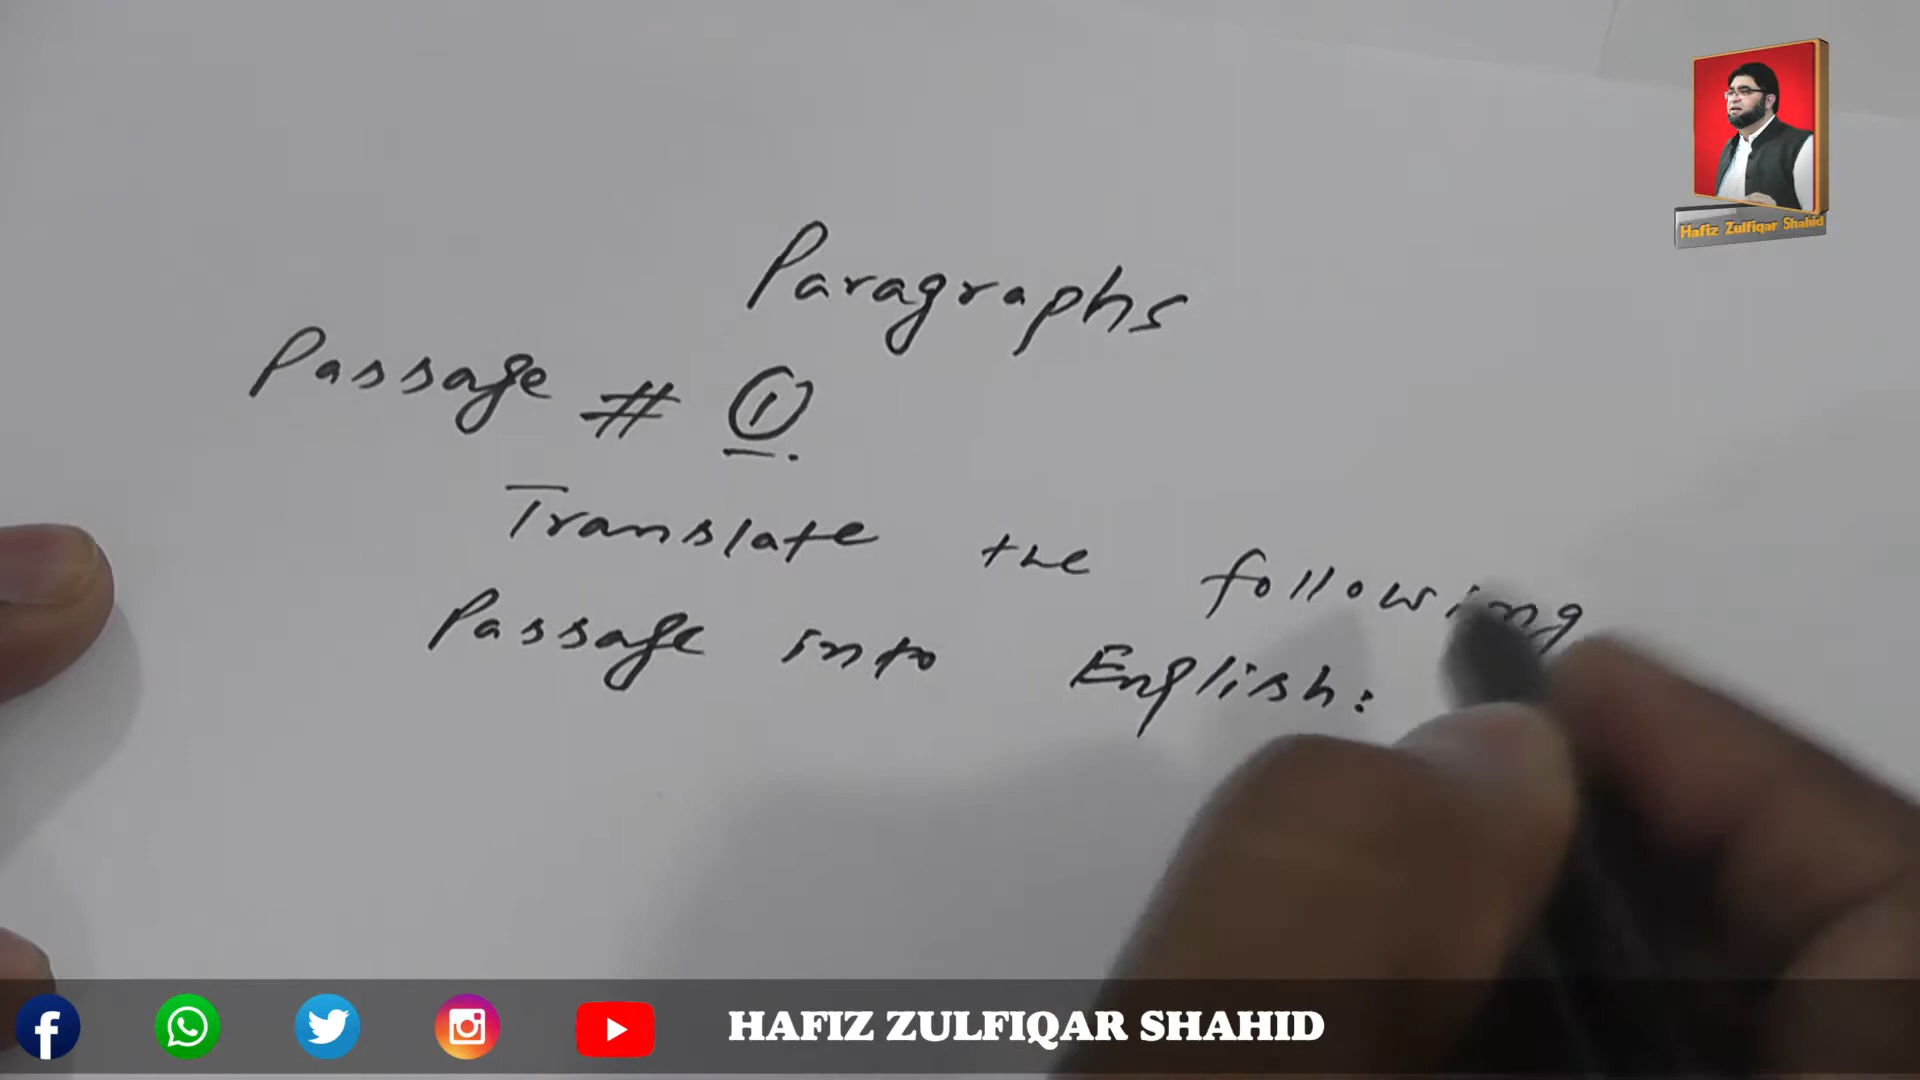 Hafiz Zulfiqar Shahid
Paragraphs
Passage # 1
Translate the following
Passage into English:
HAFIZ ZULFIQAR SHAHID